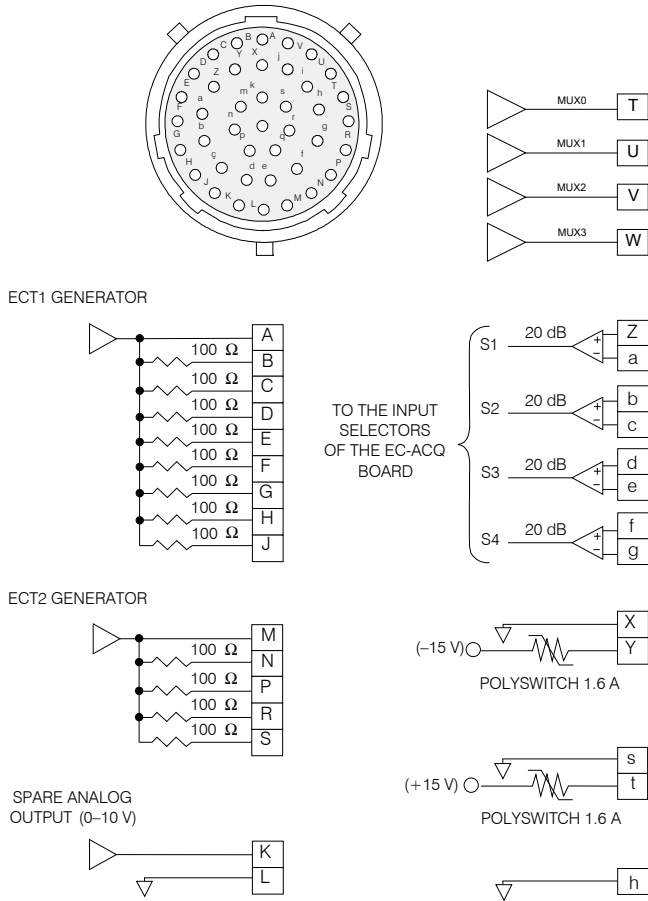 B A
C V
Y X j
D U
Z i
E T
k
a m s h
F S
n r
b g
G R
p q
H ç f P
d e
J N
K M
L
MUX0 T
MUX1 U
MUX2 V
MUX3 W
ECT1 GENERATOR
A
100 Ω B
100 Ω C
100 Ω D
100 Ω E
100 Ω F
100 Ω G
100 Ω H
100 Ω J
TO THE INPUT
SELECTORS
OF THE EC-ACQ
BOARD
S1 20 dB + Z
– a
S2 20 dB + b
– c
S3 20 dB + d
– e
S4 20 dB + f
– g
ECT2 GENERATOR
M
100 Ω N
100 Ω P
100 Ω R
100 Ω S
X
(–15 V) Y
POLYSWITCH 1.6 A
s
(+15 V) t
POLYSWITCH 1.6 A
SPARE ANALOG
OUTPUT (0–10 V)
K
L
h